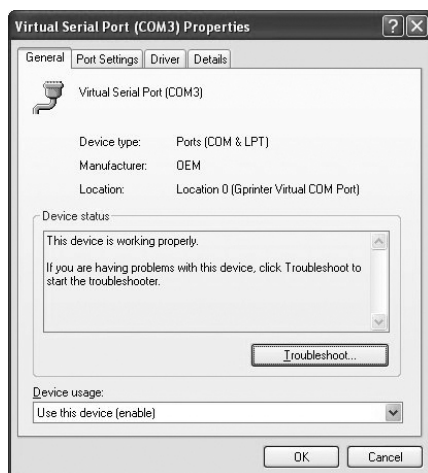 Virtual Serial Port (COM3) Properties
General Port Settings Driver Details
Virtual Serial Port (COM3)
Device type: Ports (COM & LPT)
Manufacturer: OEM
Location: Location 0 (Gprinter Virtual COM Port)
Device status
This device is working properly.
If you are having problems with this device, click Troubleshoot to
start the troubleshooter.
Troubleshoot...
Device usage:
Use this device (enable)
OK Cancel